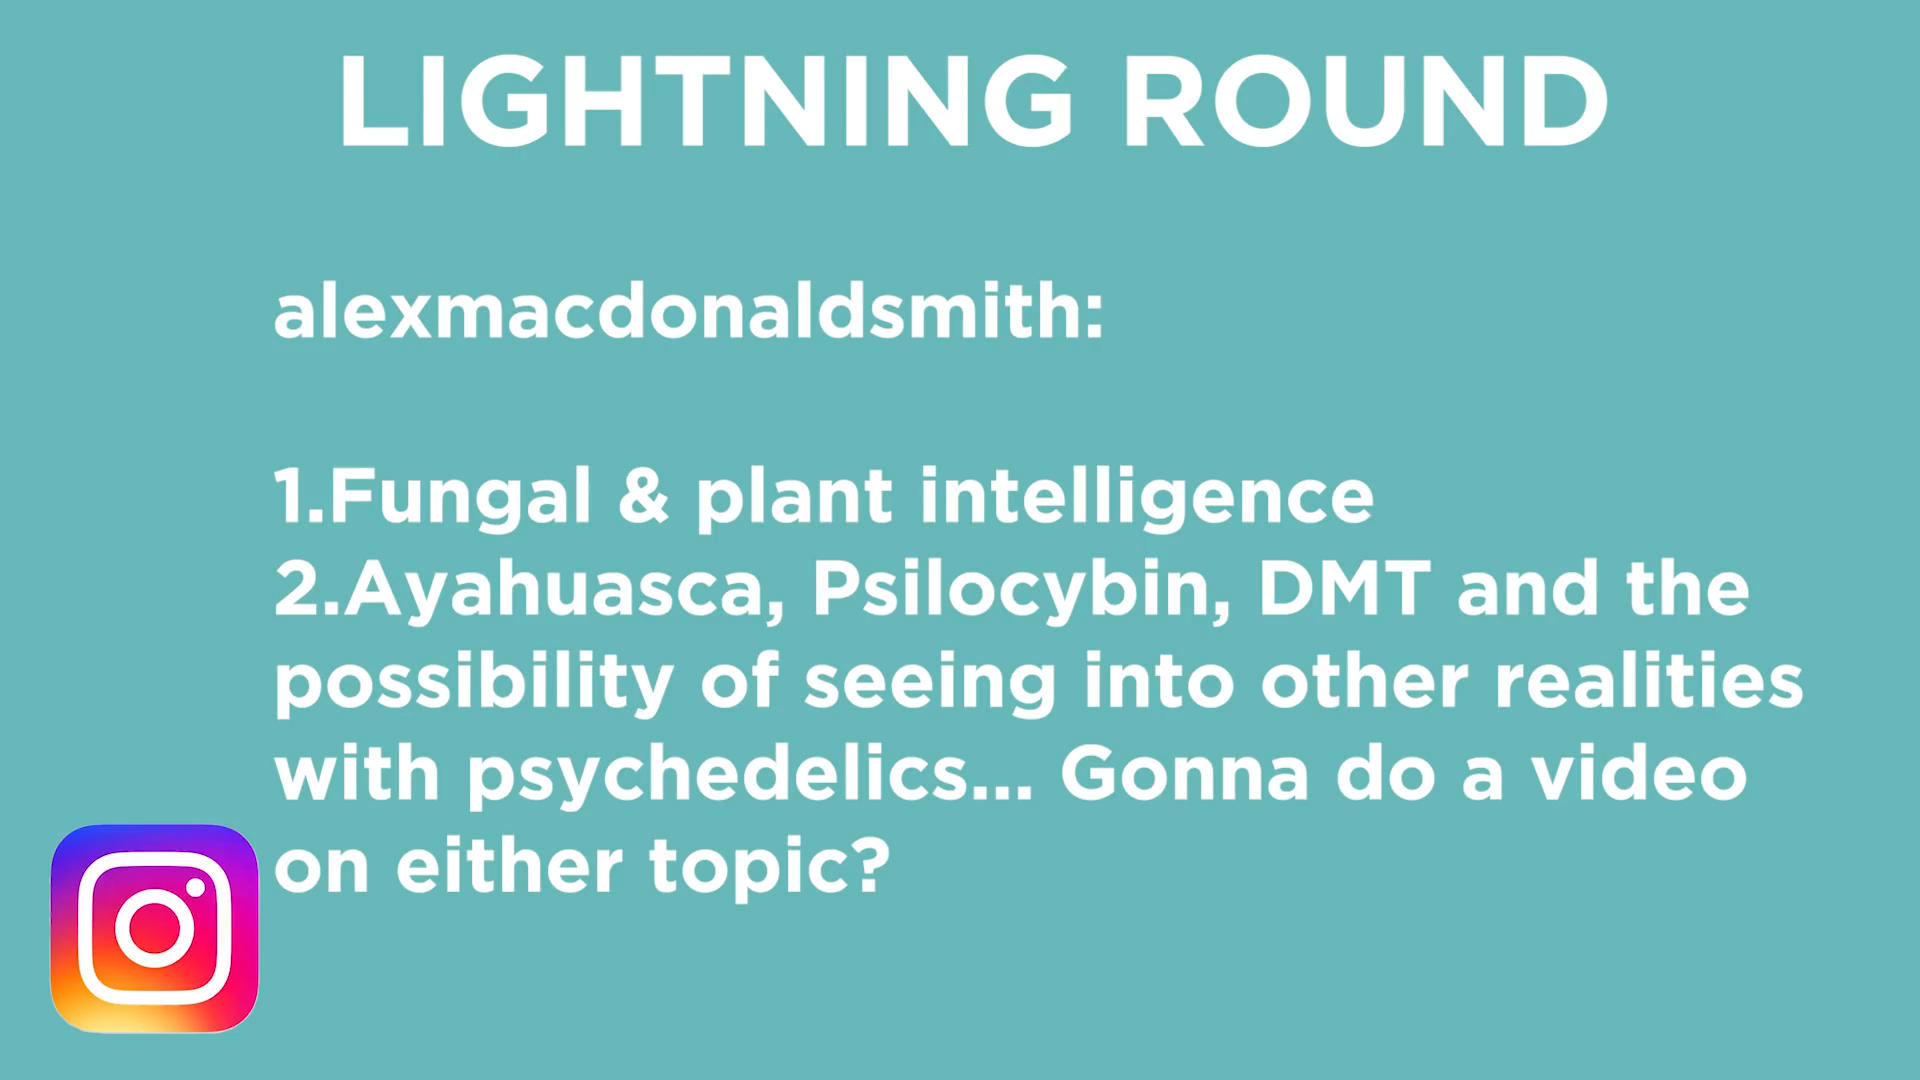 LIGHTNING ROUND
alexmacdonaldsmith:
1.Fungal & plant intelligence
2.Ayahuasca, Psilocybin, DMT and the
possibility of seeing into other realities
with psychedelics... Gonna do a video
on either topic?